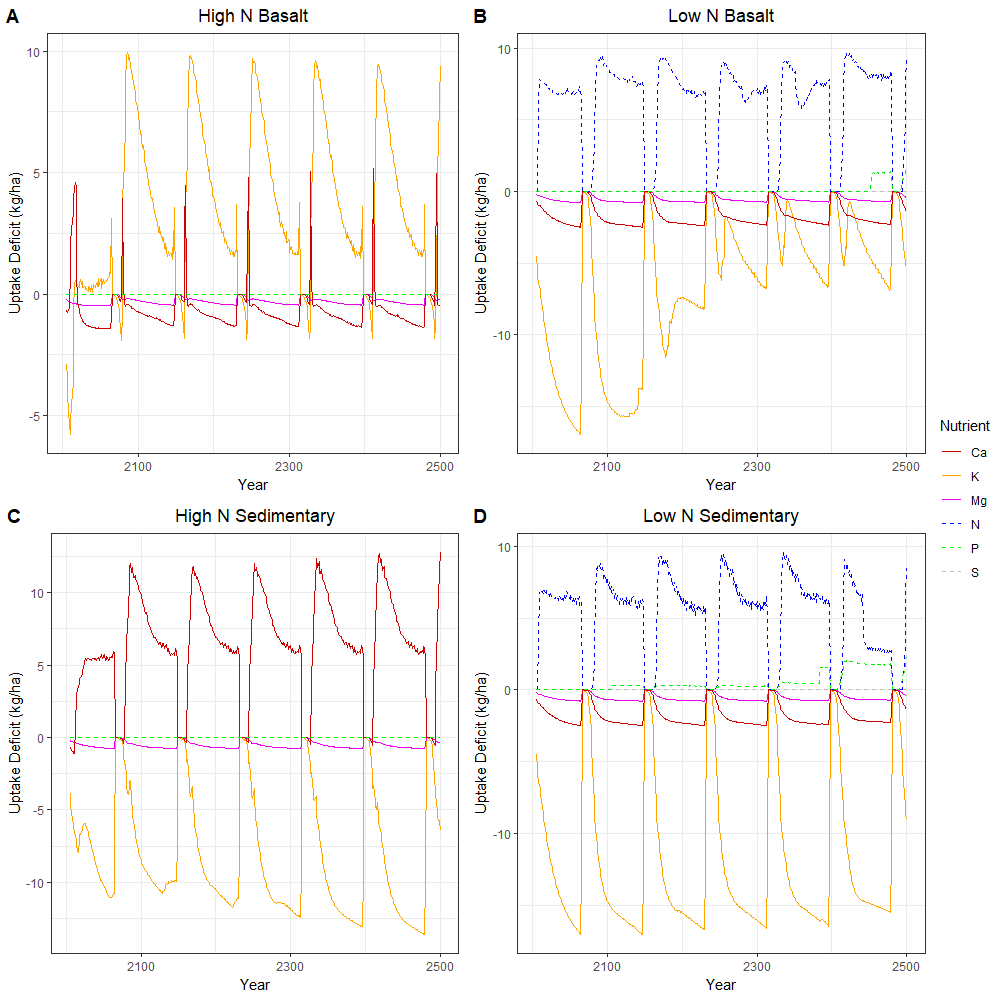 A
High N Basalt
Uptake Deficit (kg/ha)
10
5
0
-5
2100
2300
2500
Year
B
Low N Basalt
Uptake Deficit (kg/ha)
10
0
-10
2100
2300
2500
Year
C
High N Sedimentary
Uptake Deficit (kg/ha)
10
5
0
-5
-10
2100
2300
2500
Year
D
Low N Sedimentary
Uptake Deficit (kg/ha)
10
0
-10
2100
2300
2500
Year
Nutrient
Ca
K
Mg
N
P
S